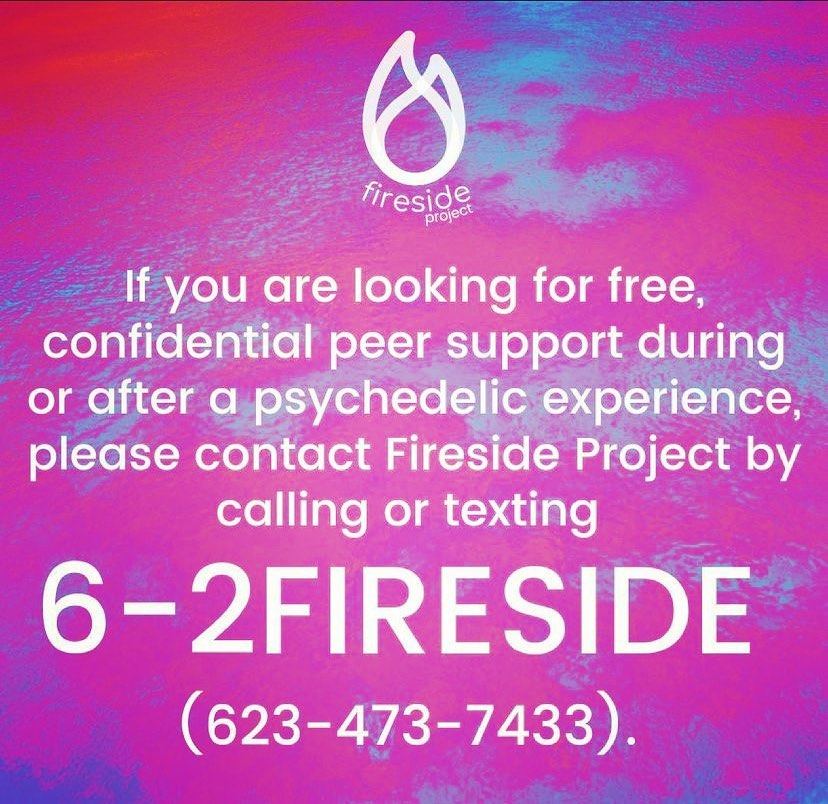 fireside
project
If you are looking for free,
confidential peer support during
or after a psychedelic experience,
please contact Fireside Project by
calling or texting
6-2FIRESIDE
(623-473-7433).